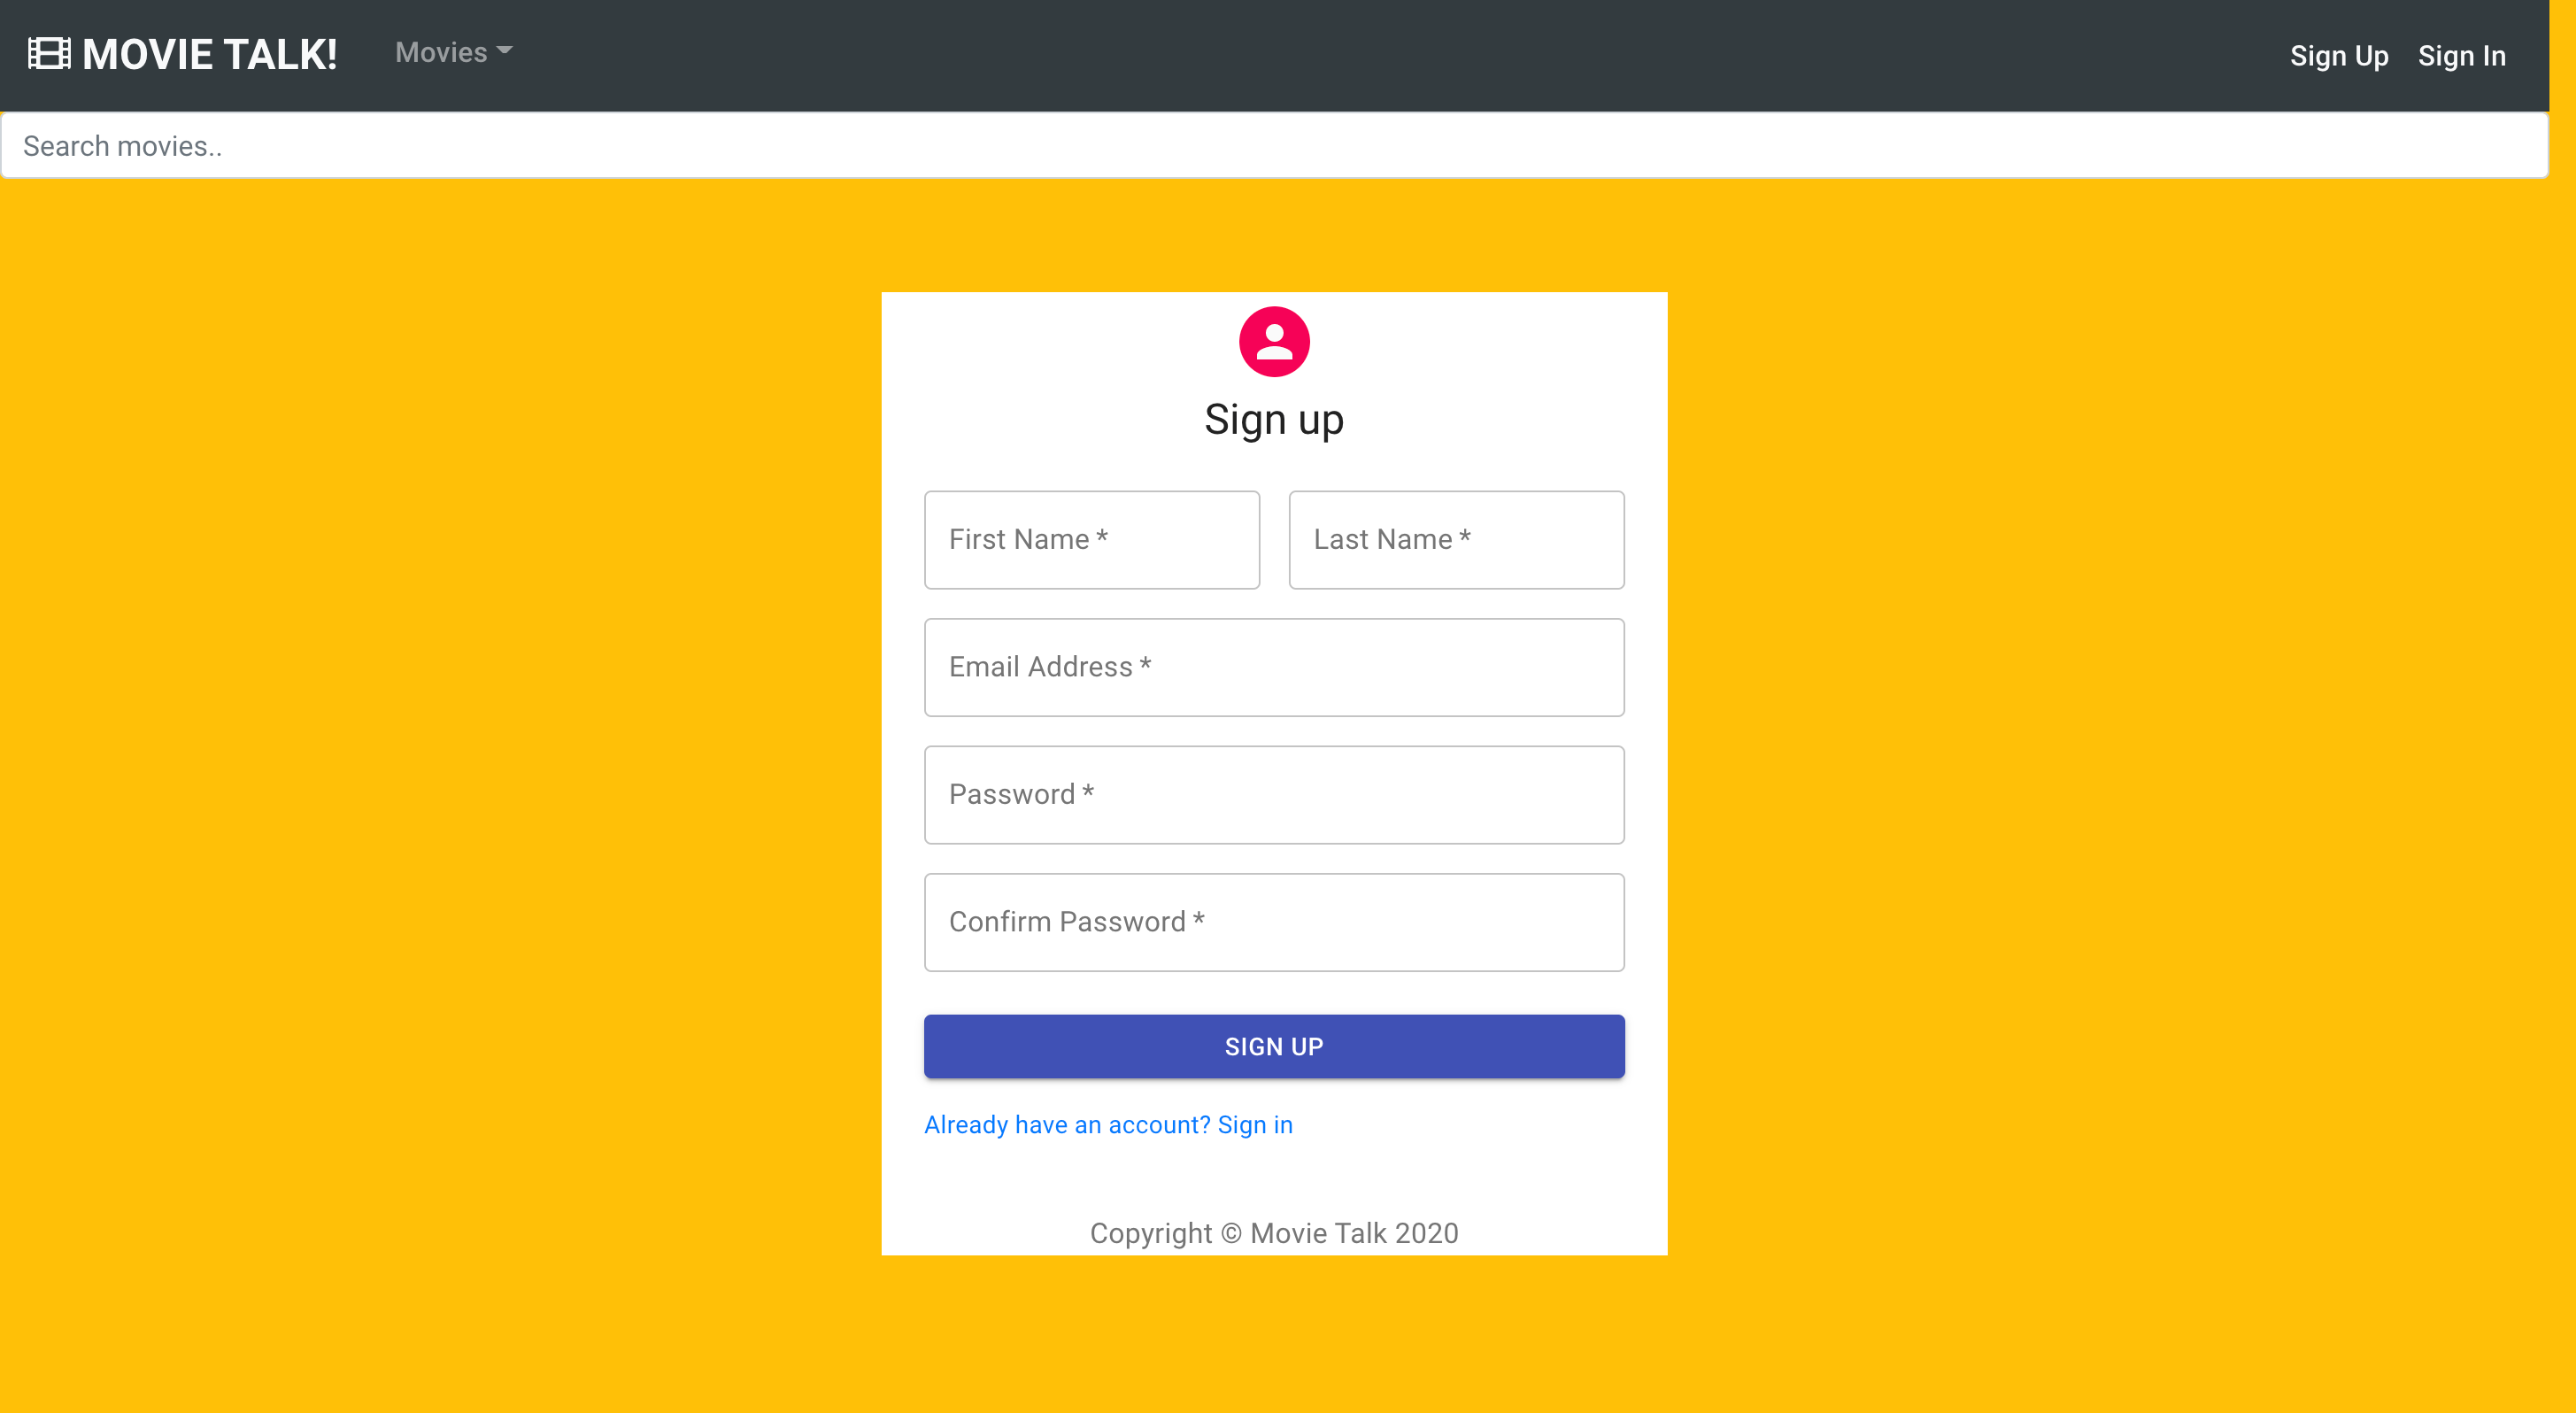 MOVIE TALK! Movies Sign Up Sign In
Search movies..
Sign up
First Name * Last Name *
Email Address *
Password *
Confirm Password *
SIGN UP
Already have an account? Sign in
Copyright © Movie Talk 2020